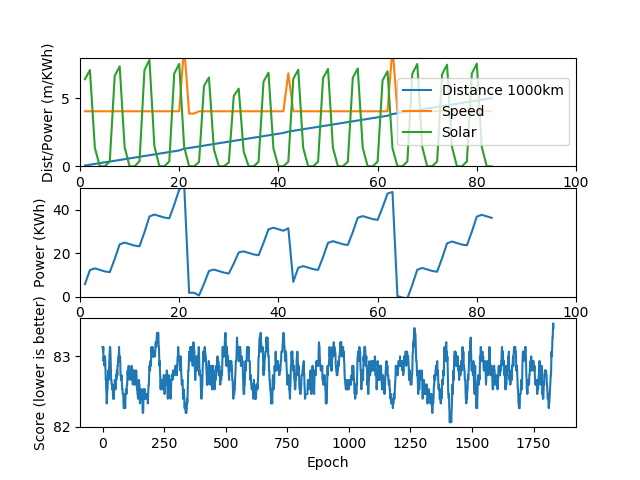 Dist/Power (m/KWh)
5
0
Distance 1000km
Speed
Solar
0 20 40 60 80 100
Power (KWh)
40
20
0
0 20 40 60 80 100
Score (lower is better)
83
82
0 250 500 750 1000 1250 1500 1750
Epoch